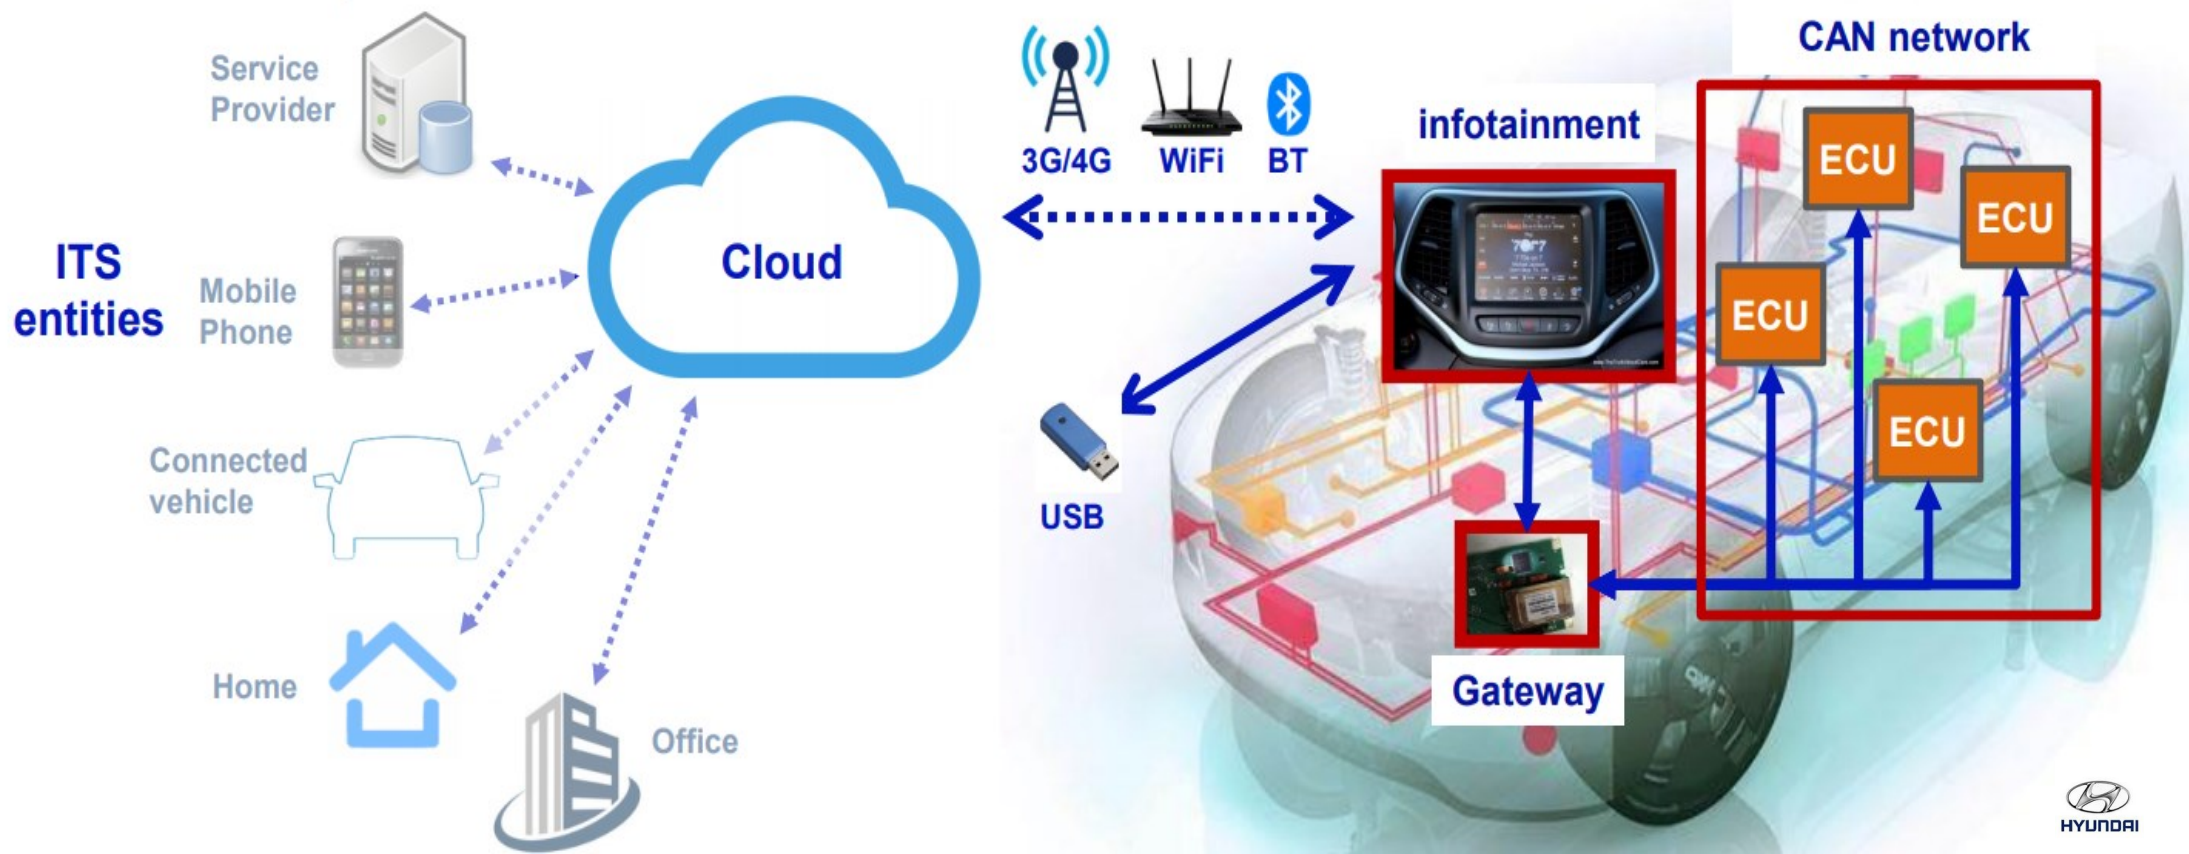 Service
Provider
ITS
entities
Mobile
Phone
Connected
vehicle
Home
Office
Cloud
3G/4G
WiFi
BT
USB
infotainment
Gateway
CAN network
ECU
ECU
ECU
ECU
HYUNDAI